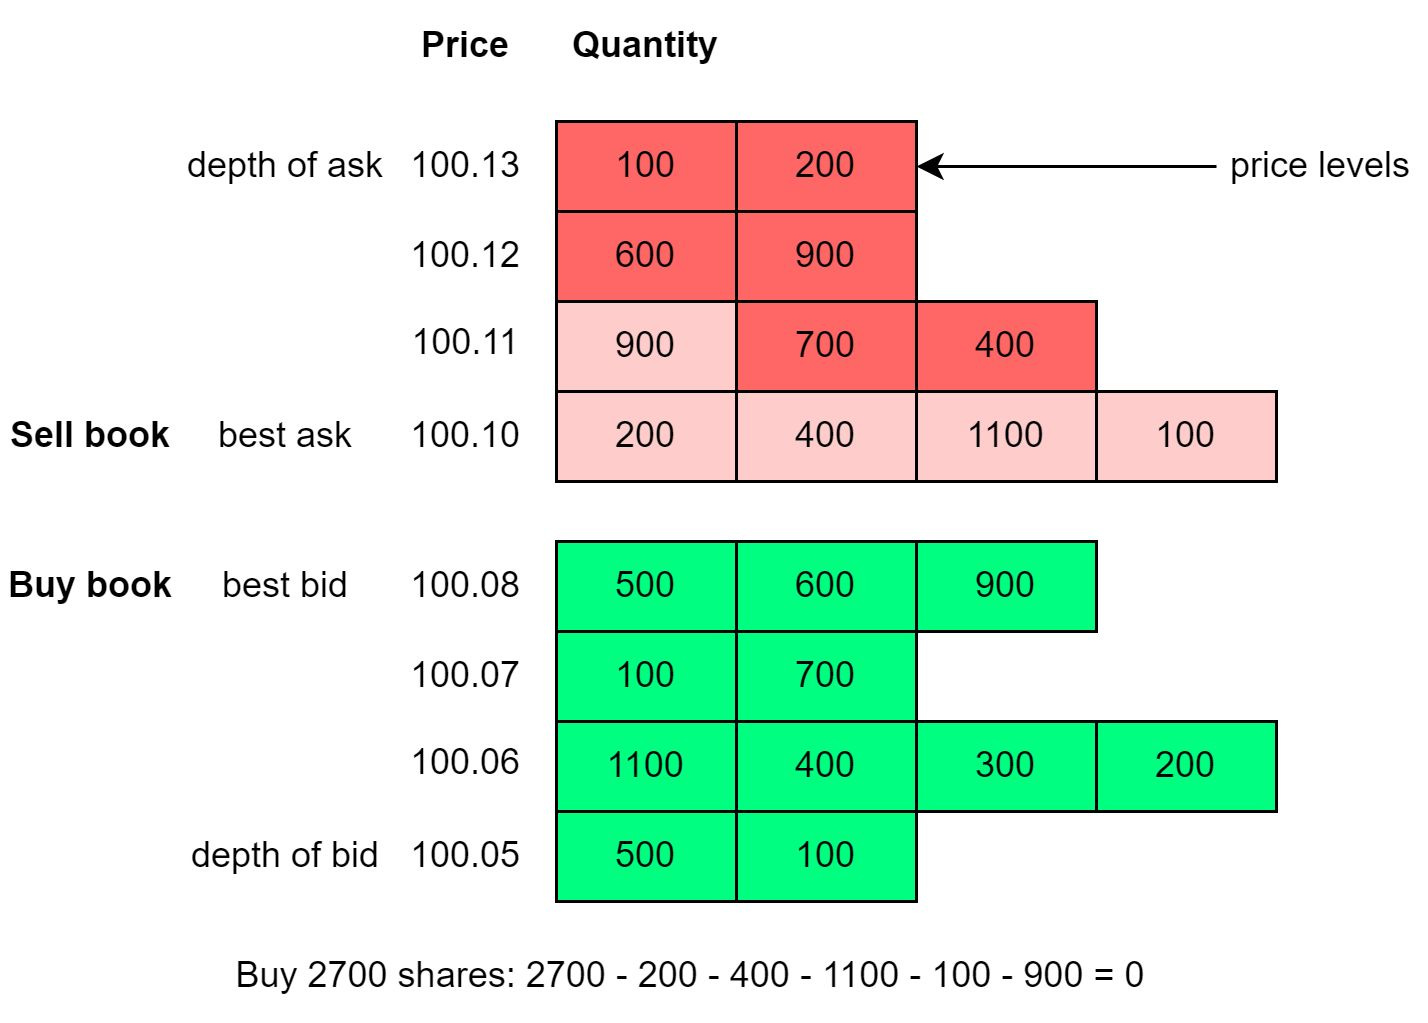 Price Quantity
depth of ask 100.13 100 200 price levels
100.12 600 900
100.11 900 700 400
Sell book best ask 100.10 200 400 1100 100
Buy book best bid 100.08 500 600 900
100.07 100 700
100.06 1100 400 300 200
depth of bid 100.05 500 100
Buy 2700 shares: 2700 - 200 - 400 - 1100 - 100 - 900 = 0